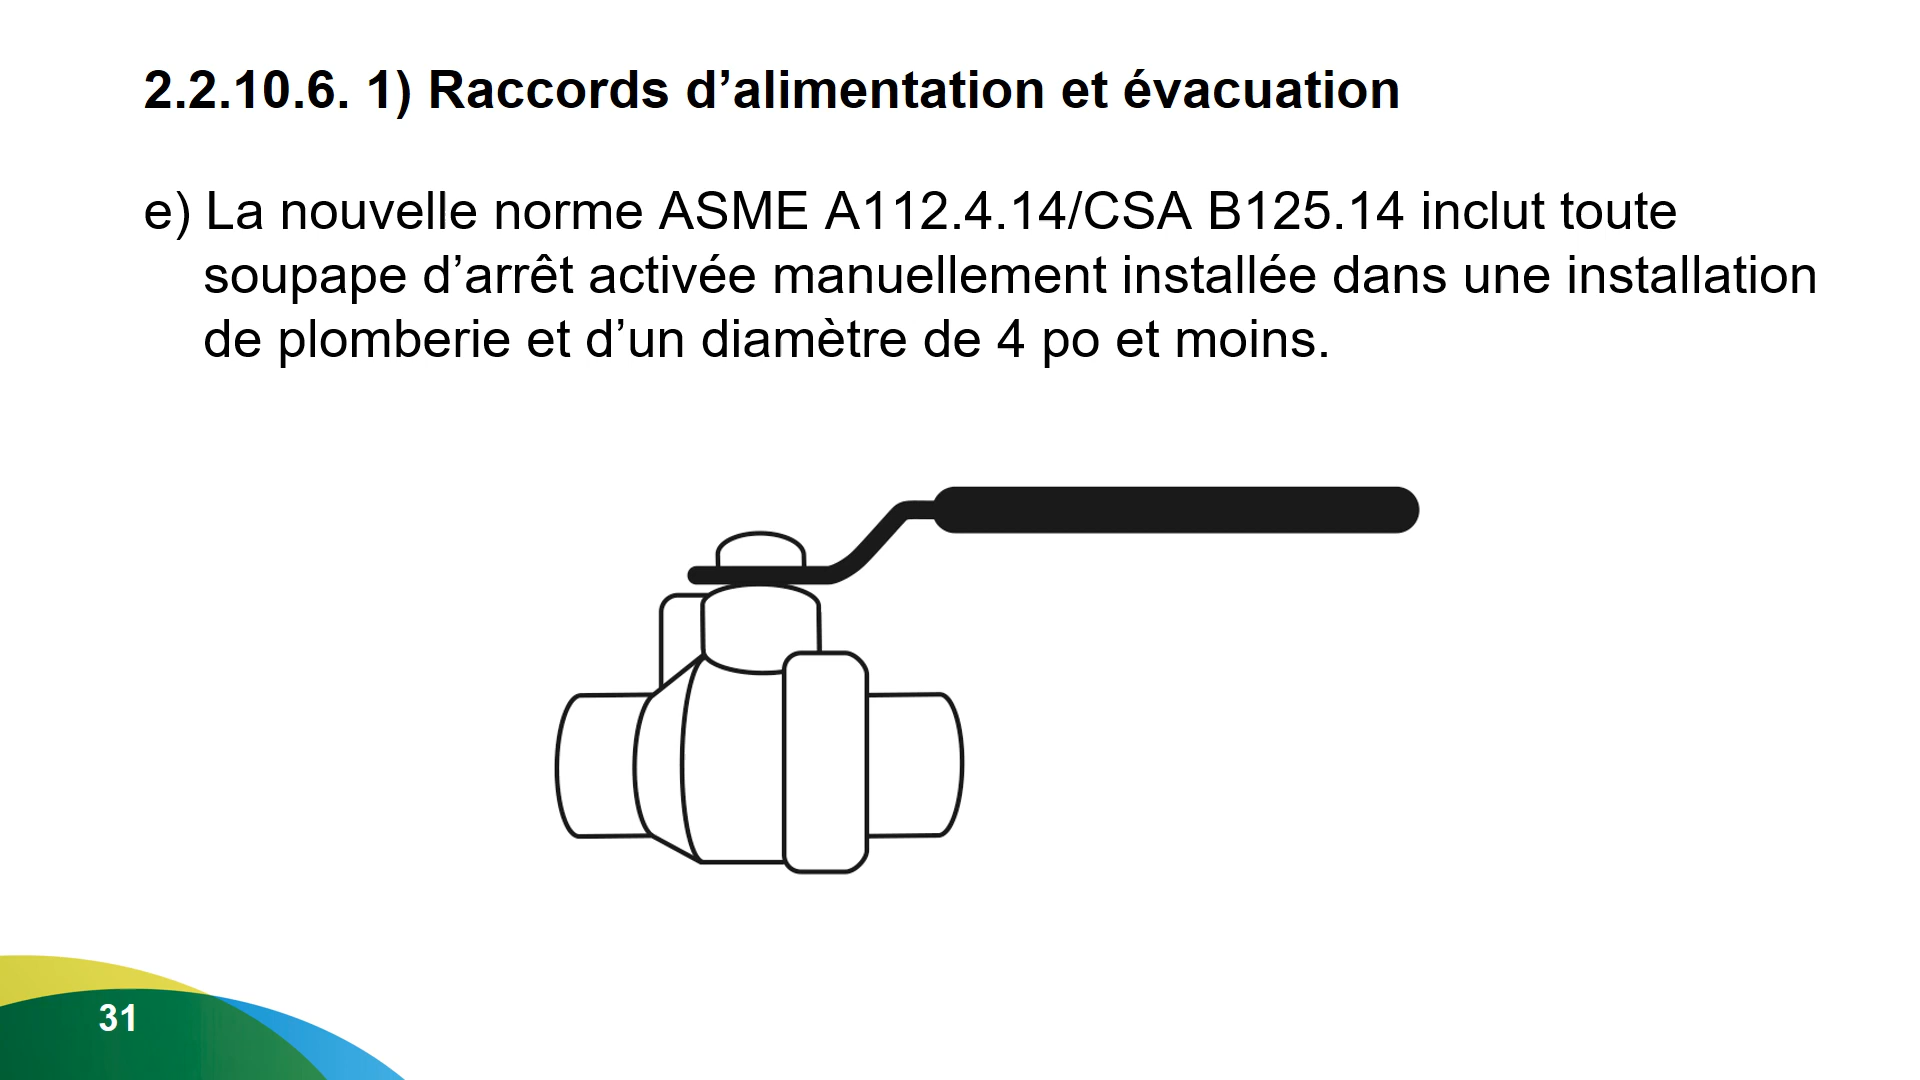 2.2.10.6. 1) Raccords d’alimentation et évacuation
e) La nouvelle norme ASME A112.4.14/CSA B125.14 inclut toute
soupape d’arrêt activée manuellement installée dans une installation
de plomberie et d’un diamètre de 4 po et moins.
31